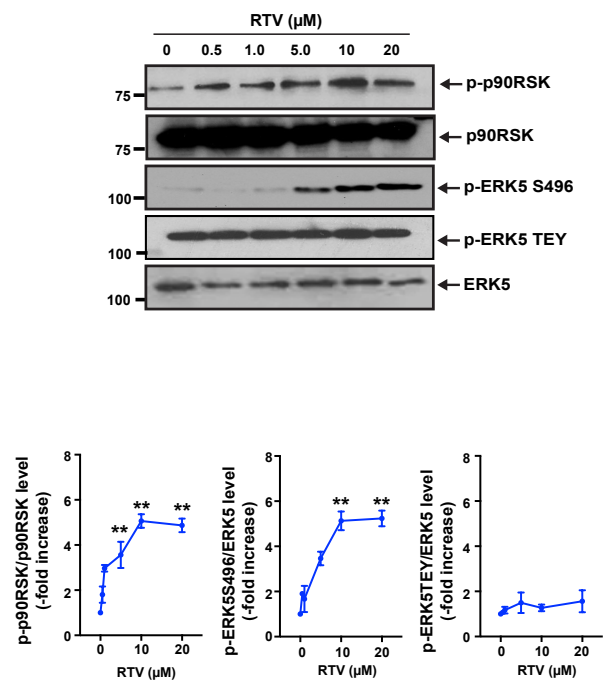 RTV (µM)
0 0.5 1.0 5.0 10 20
75 p-p90RSK
75 p90RSK
100 p-ERK5 S496
100 p-ERK5 TEY
100 ERK5
p-p90RSK/p90RSK level
(-fold increase)
8
6
4
2
0
** ** **
0 10 20
RTV (µM)
p-ERK5S496/ERK5 level
(-fold increase)
8
6
4
2
0
** **
0 10 20
RTV (µM)
p-ERK5TEY/ERK5 level
(-fold increase)
8
6
4
2
0
0 10 20
RTV (µM)